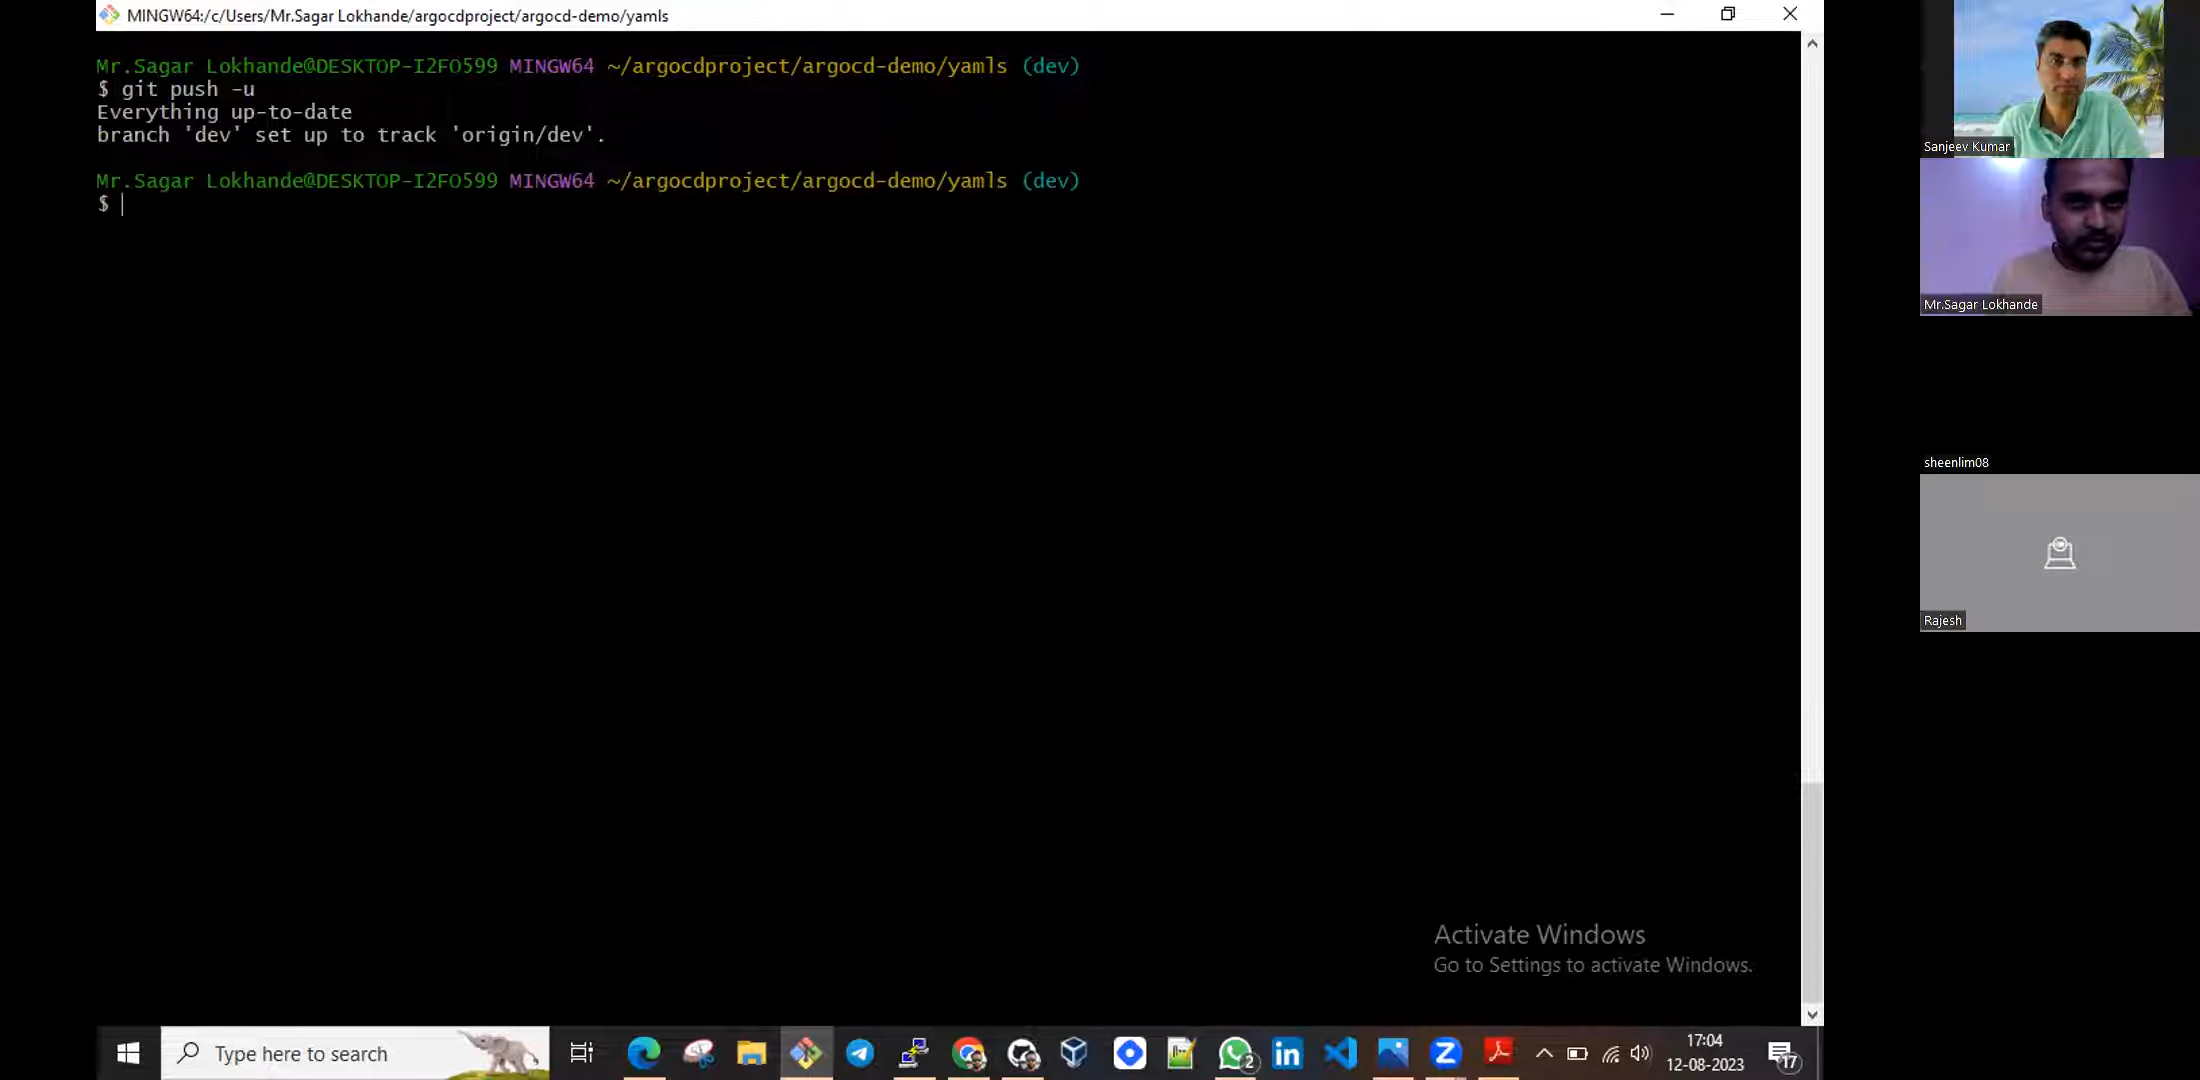 MINGW64:/c/Users/Mr.Sagar Lokhande/argocdproject/argocd-demo/yamls
Mr.Sagar Lokhande@DESKTOP-I2FO599 MINGW64 ~/argocdproject/argocd-demo/yamls (dev)
$ git push -u
Everything up-to-date
branch 'dev' set up to track 'origin/dev'.
Mr.Sagar Lokhande@DESKTOP-I2FO599 MINGW64 ~/argocdproject/argocd-demo/yamls (dev)
$
Sanjeev Kumar
Mr.Sagar Lokhande
sheenlim08
Rajesh
Activate Windows
Go to Settings to activate Windows.
Type here to search
2
in
Z
17:04
12-08-2023
17